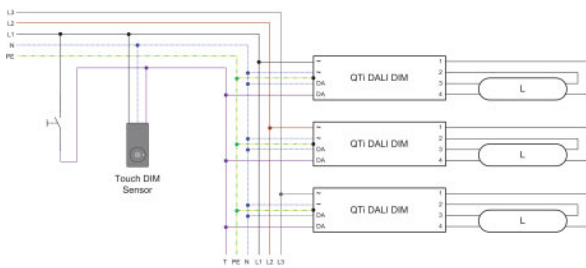 L3
L2
L1
N
PE
~ QTi DALI DIM 1
~ 2
DA 3 L
DA 4
~ QTi DALI DIM 1
~ 2
DA 3 L
DA 4
~ QTi DALI DIM 1
~ 2
DA 3 L
DA 4
Touch DIM
Sensor
T PE N L1 L2 L3